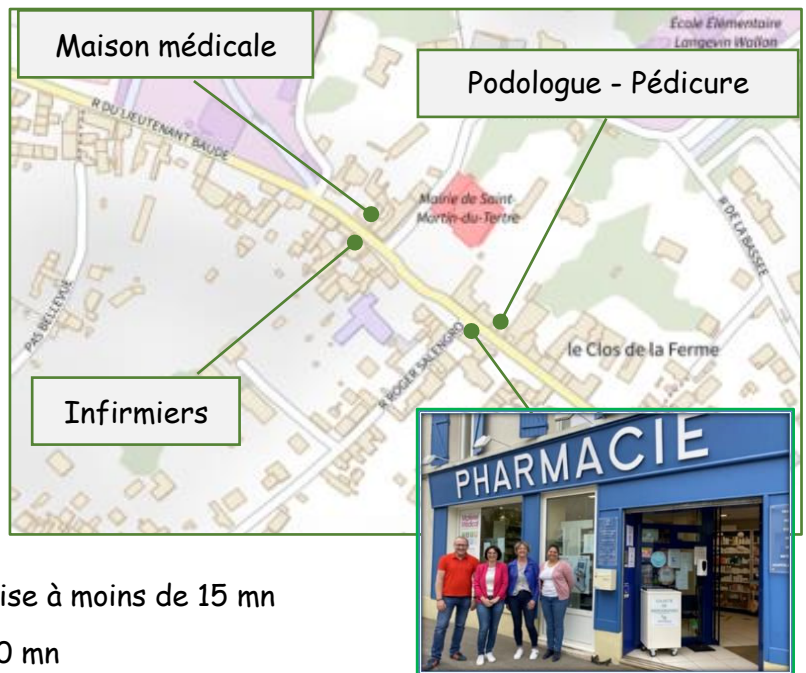 École Elémentaire
Langevin Wallon
Maison médicale
Podologue - Pédicure
R DU LIEUTENANT BAUDE
Mairie de Saint-
Martin-du-Tertre
R DE LA BASSEE
PAS BELLEVUE
R ROGER SALENGRO
le Clos de la Ferme
Infirmiers
PHARMACIE
ise à moins de 15 mn
0 mn